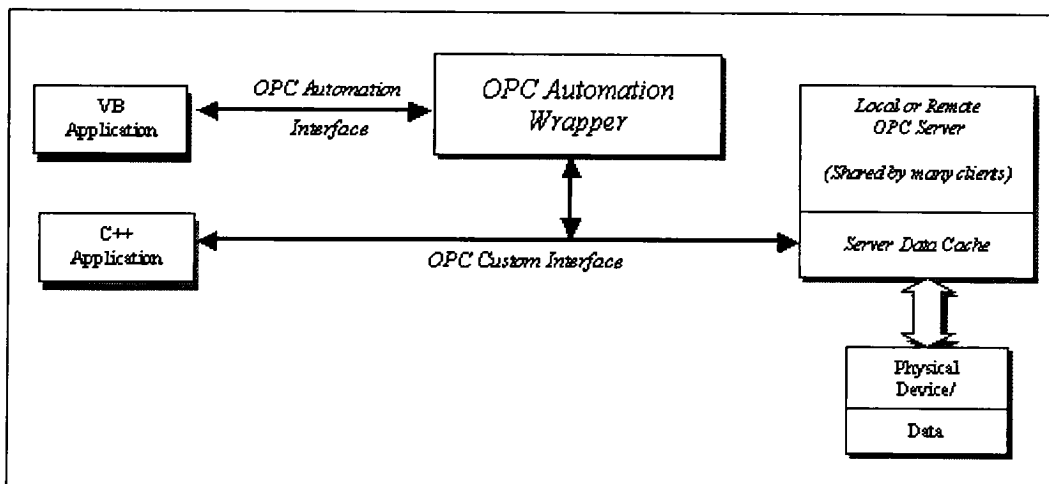 VB
Application
OPC Automation
Interface
OPC Automation
Wrapper
Local or Remote
OPC Server
(Shared by many clients)
C++
Application
OPC Custom Interface
Server Data Cache
Physical
Device/
Data